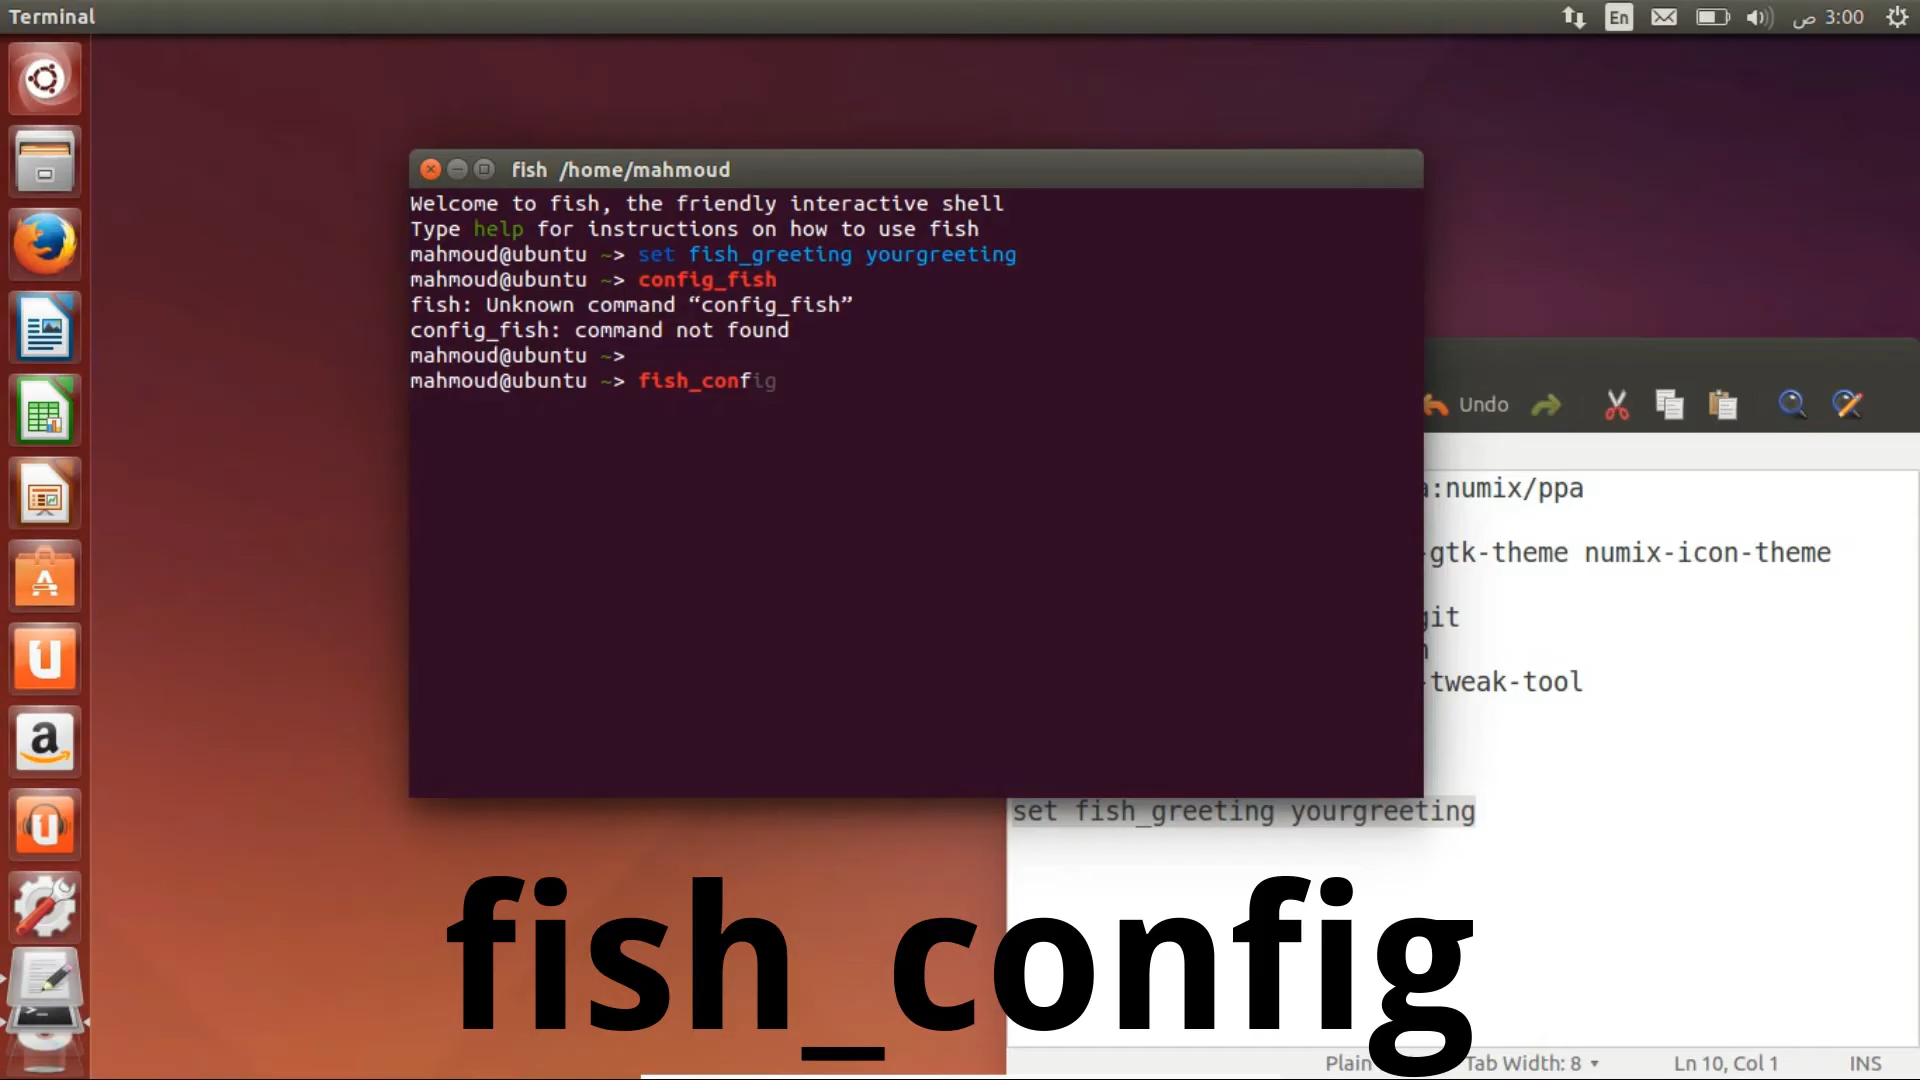 Terminal
En
ص 3:00
fish /home/mahmoud
Welcome to fish, the friendly interactive shell
Type help for instructions on how to use fish
mahmoud@ubuntu ~> set fish_greeting yourgreeting
mahmoud@ubuntu ~> config_fish
fish: Unknown command “config_fish”
config_fish: command not found
mahmoud@ubuntu ~>
mahmoud@ubuntu ~> fish_config
Undo
a:numix/ppa
-gtk-theme numix-icon-theme
git
-tweak-tool
set fish_greeting yourgreeting
fish_config
Plain Tab Width: 8 Ln 10, Col 1 INS